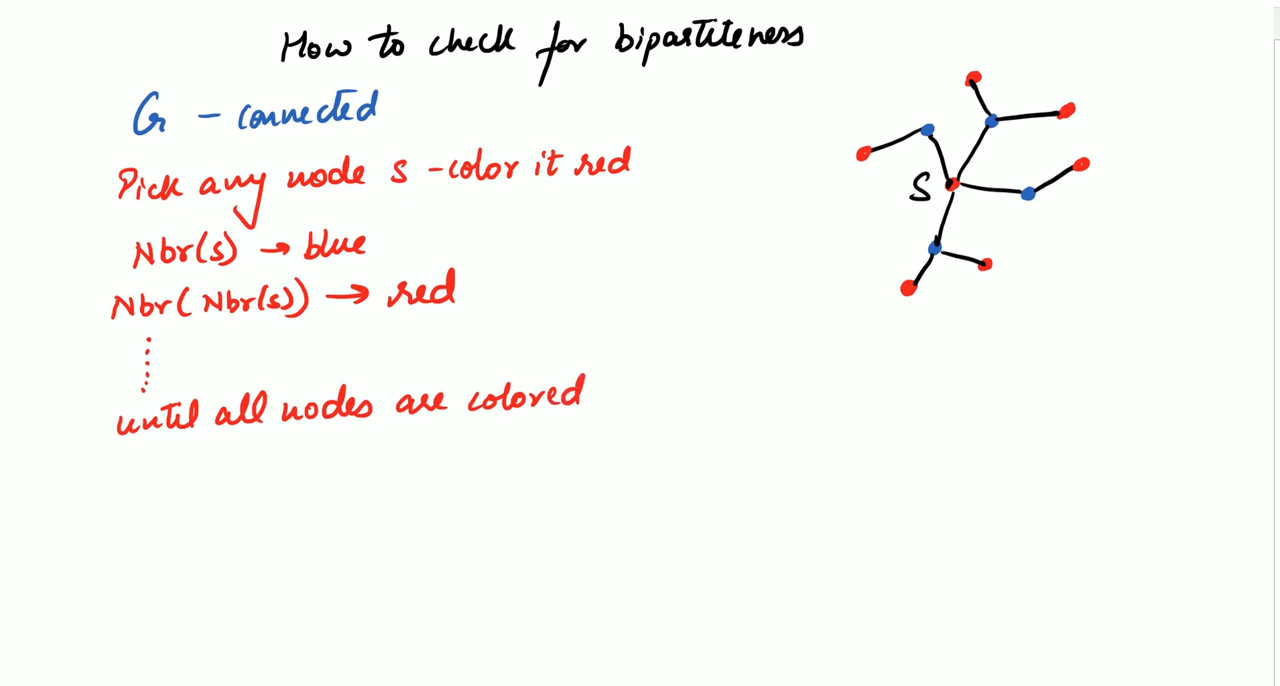 How to check for bipartiteness
G - connected
Pick any node s - color it red
Nbr(s) → blue
Nbr(Nbr(s)) → red
until all nodes are colored
S